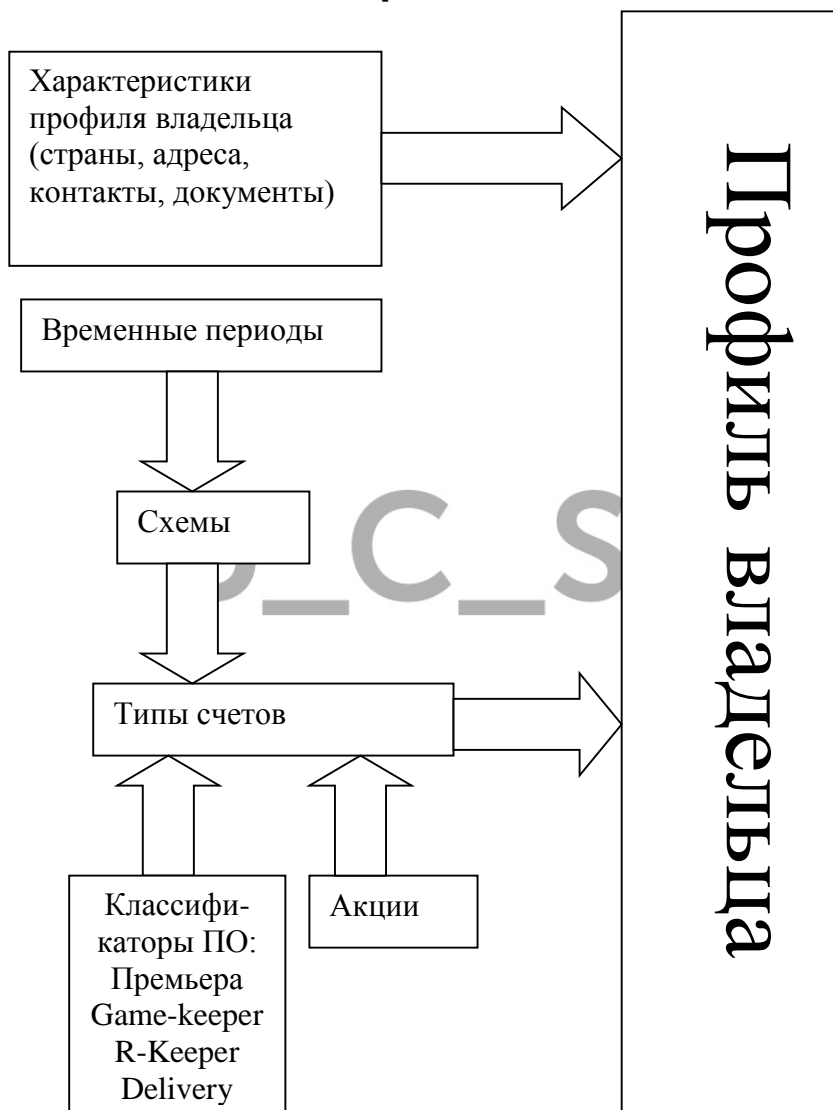 Характеристики
профиля владельца
(страны, адреса,
контакты, документы)
Временные периоды
Схемы
_C_S
Типы счетов
Классифи-
каторы ПО:
Премьера
Game-keeper
R-Keeper
Delivery
Акции
Профиль владельца